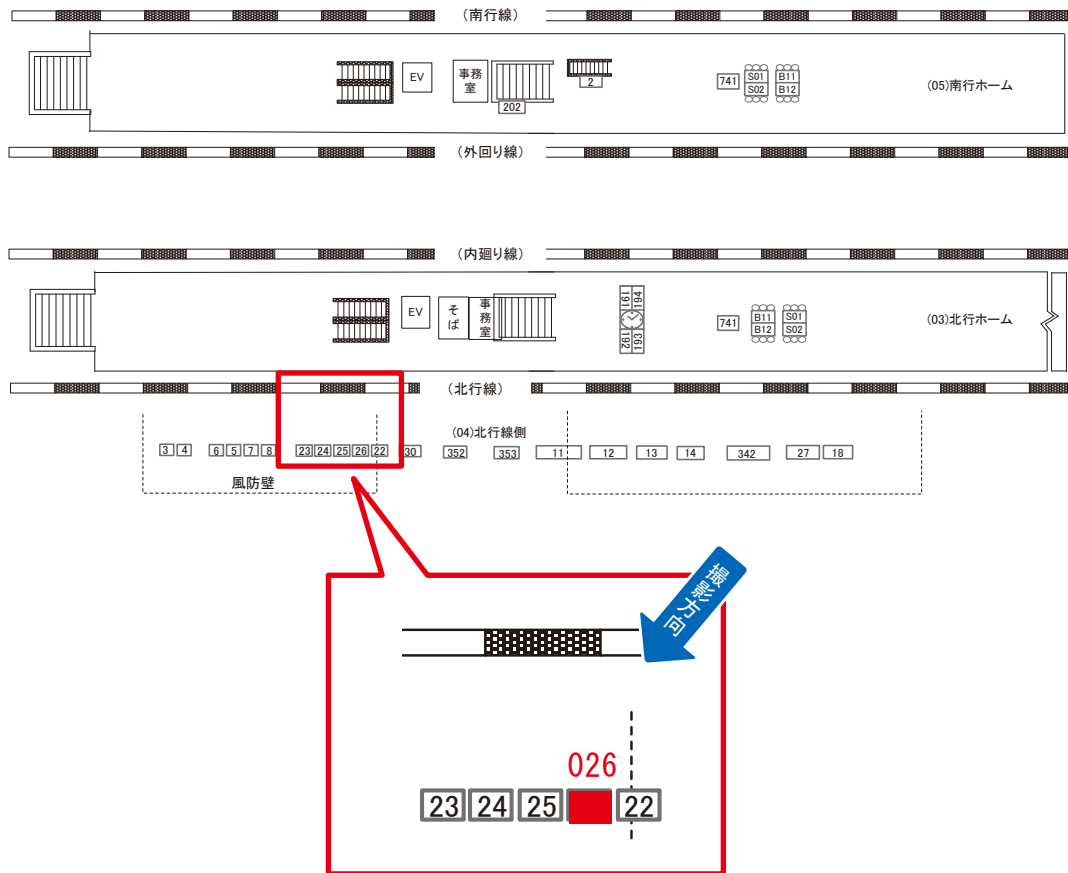 (南行線)
EV
事務室
202
2
741
S01
S02
B11
B12
(05)南行ホーム
(外回り線)
(内廻り線)
EV
そば
事務室
191
194
192
193
741
B11
B12
S01
S02
(03)北行ホーム
(北行線)
(04)北行線側
3 4 6 5 7 8 23 24 25 26 22 30 352 353 11 12 13 14 342 27 18
風防壁
撮影方向
026
23 24 25 22